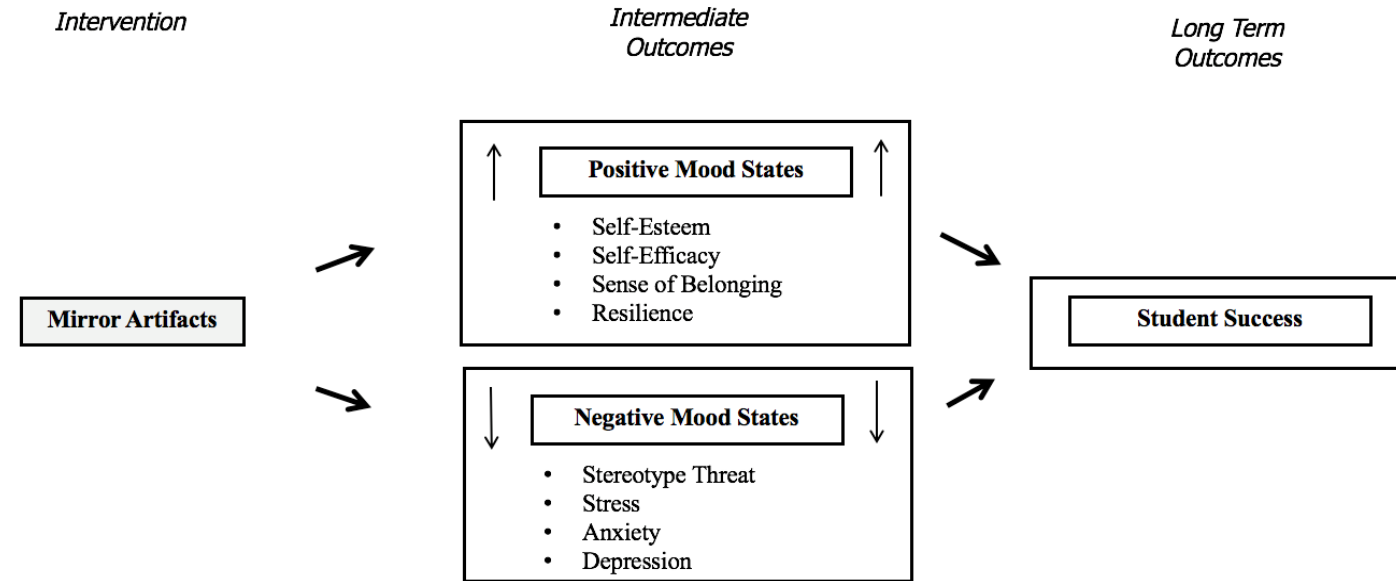 Intervention
Intermediate
Outcomes
Long Term
Outcomes
Mirror Artifacts
Positive Mood States
• Self-Esteem
• Self-Efficacy
• Sense of Belonging
• Resilience
Negative Mood States
• Stereotype Threat
• Stress
• Anxiety
• Depression
Student Success